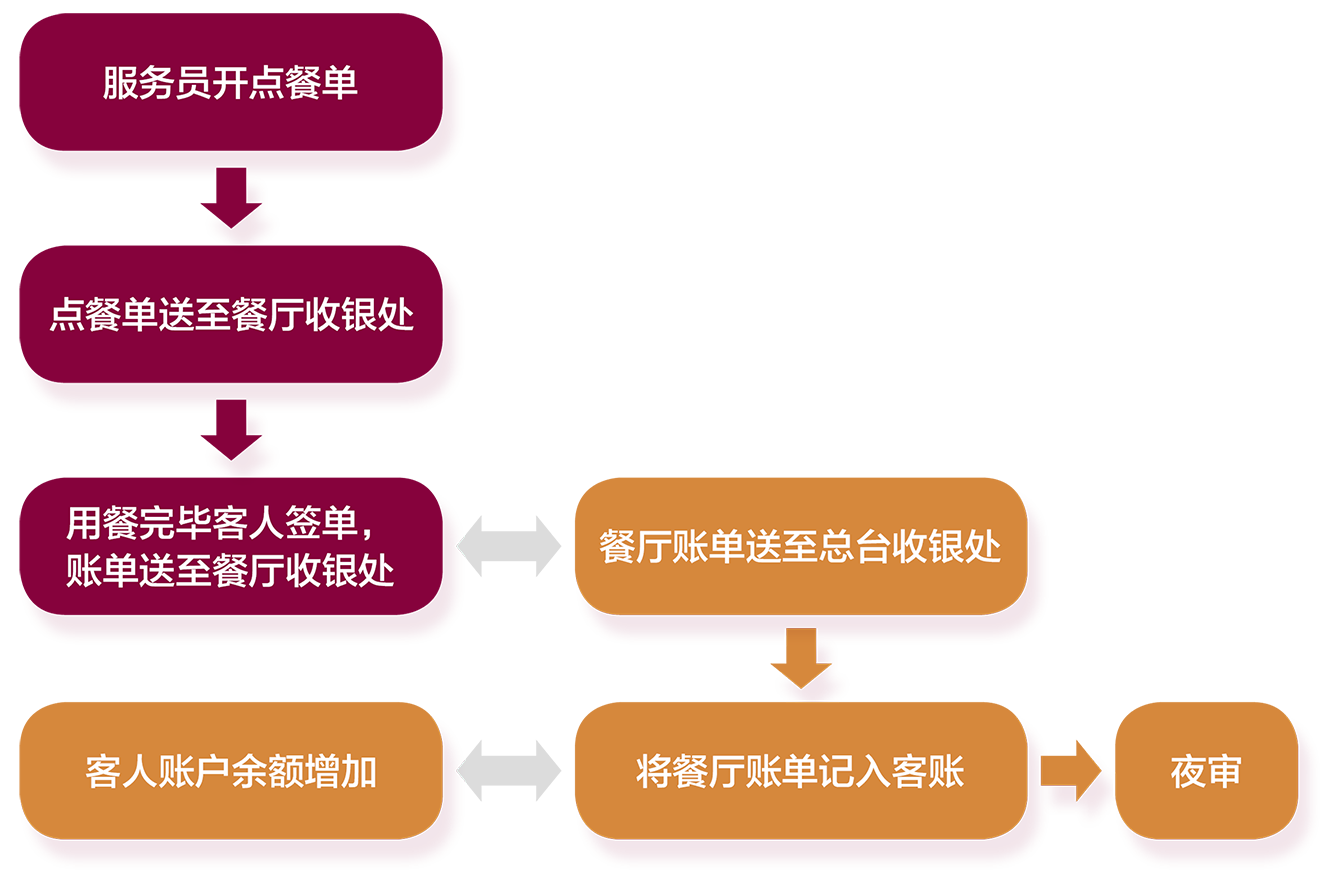 服务员开点餐单
点餐单送至餐厅收银处
用餐完毕客人签单，
账单送至餐厅收银处
餐厅账单送至总台收银处
客人账户余额增加
将餐厅账单记入客账
夜审